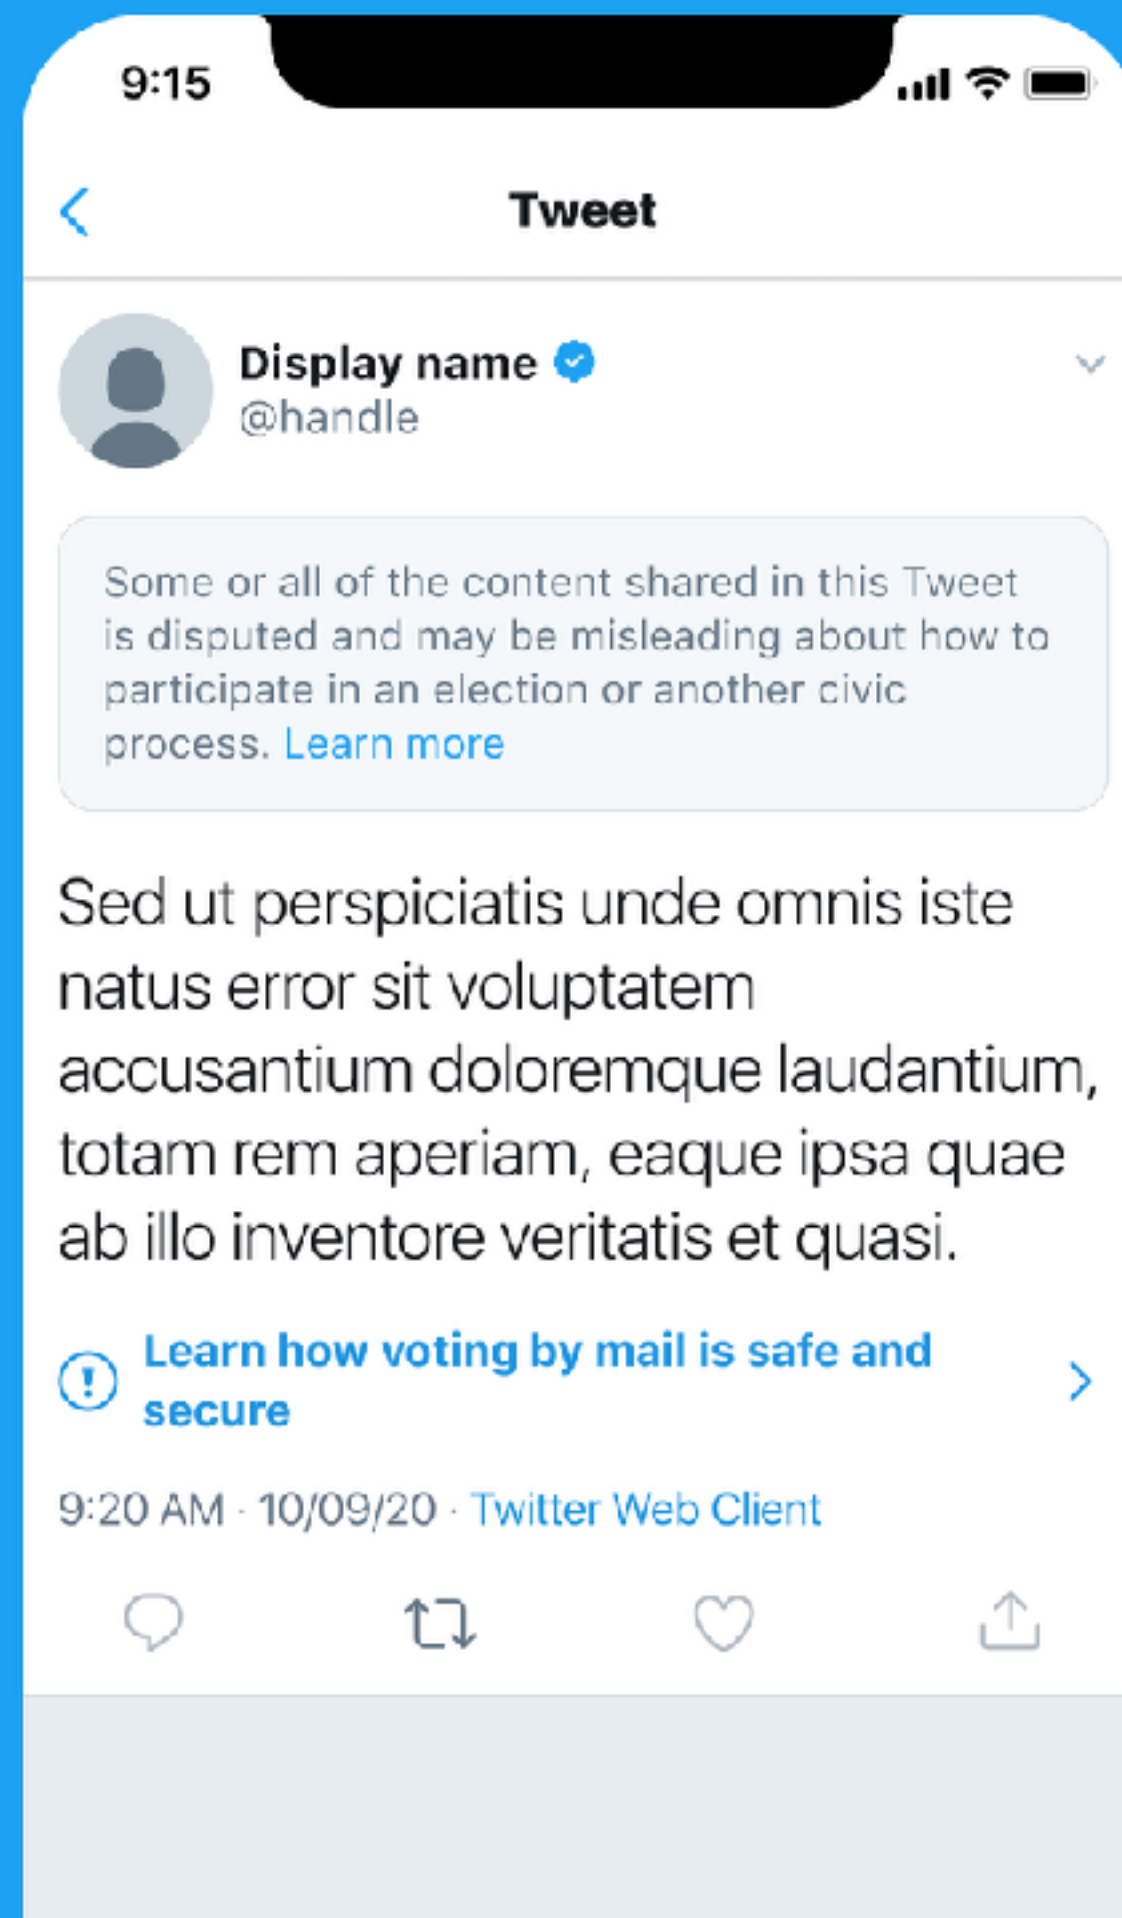 9:15
Tweet
Display name
@handle
Some or all of the content shared in this Tweet
is disputed and may be misleading about how to
participate in an election or another civic
process. Learn more
Sed ut perspiciatis unde omnis iste
natus error sit voluptatem
accusantium doloremque laudantium,
totam rem aperiam, eaque ipsa quae
ab illo inventore veritatis et quasi.
Learn how voting by mail is safe and
secure
9:20 AM · 10/09/20 · Twitter Web Client